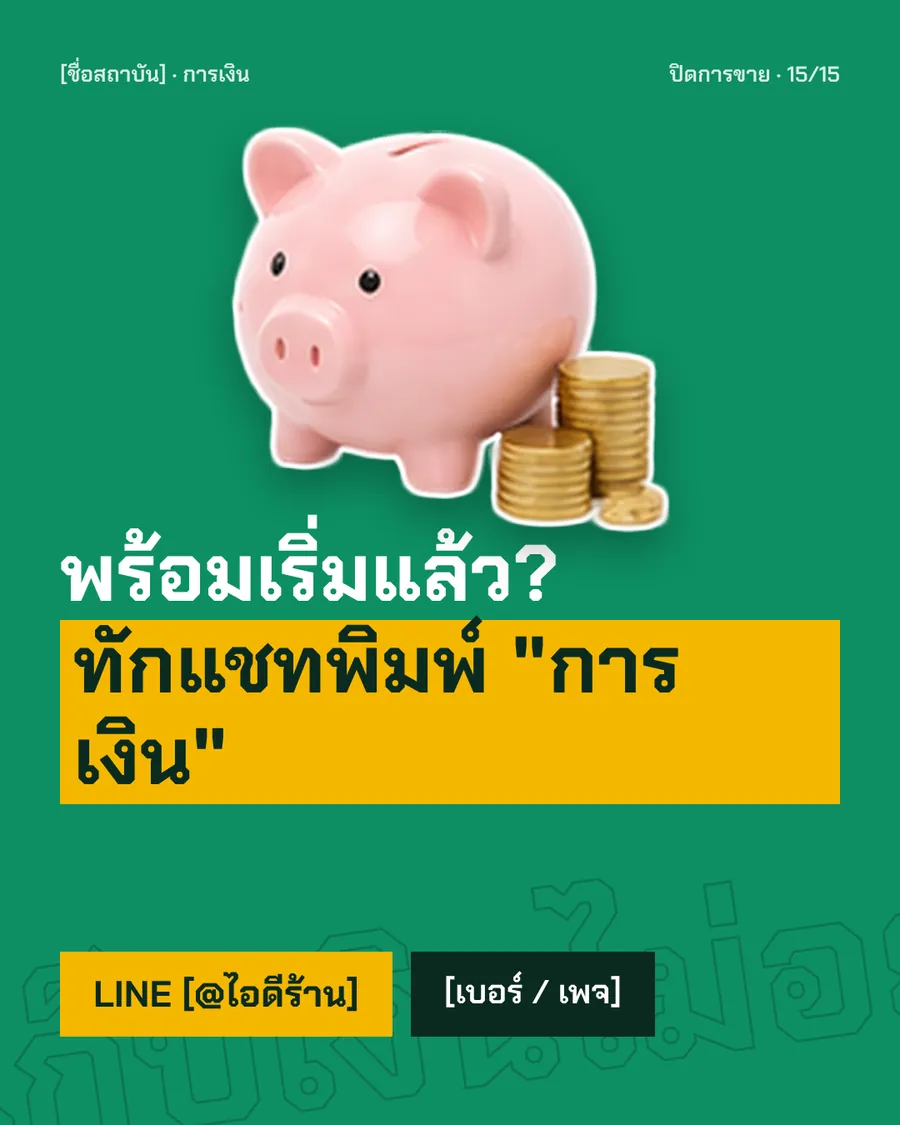 [ชื่อสถาบัน] · การเงิน
ปิดการขาย · 15/15
พร้อมเริ่มแล้ว?
ทักแชทพิมพ์ "การ
เงิน"
LINE [@ไอดีร้าน]
[เบอร์ / เพจ]